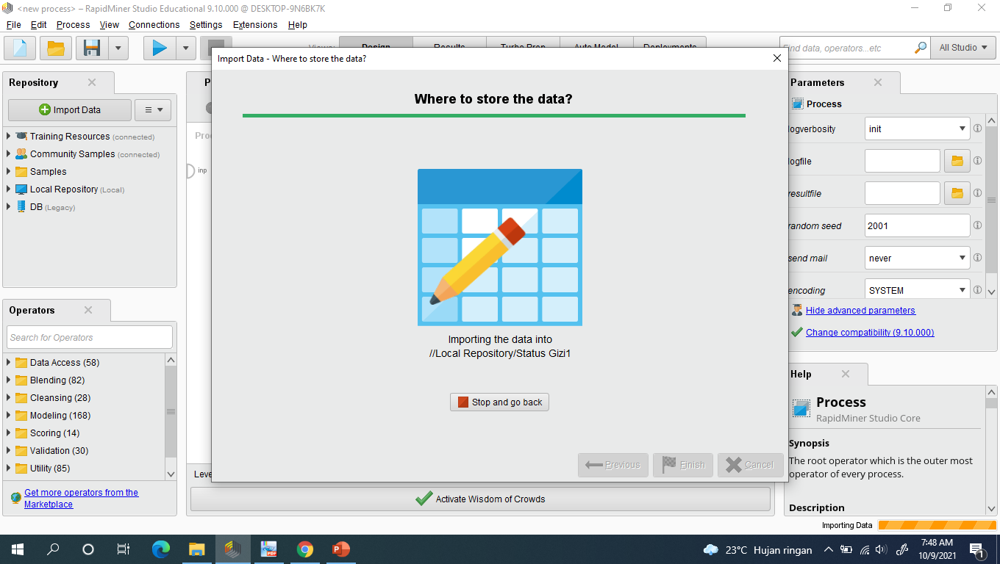 <new process> – RapidMiner Studio Educational 9.10.000 @ DESKTOP-9N6BK7K
File Edit Process View Connections Settings Extensions Help
Views: Design Results Turbo Prep Auto Model Deployments
Find data, operators...etc
All Studio
Import Data - Where to store the data?
Repository
Import Data
Training Resources (connected)
Community Samples (connected)
Samples
Local Repository (Local)
DB (Legacy)
Operators
Search for Operators
Data Access (58)
Blending (82)
Cleansing (28)
Modeling (168)
Scoring (14)
Validation (30)
Utility (85)
Get more operators from the
Marketplace
P
Pro
inp
Leve
Where to store the data?
Importing the data into
//Local Repository/Status Gizi1
Stop and go back
Previous
Finish
Cancel
Activate Wisdom of Crowds
Parameters
Process
logverbosity
init
logfile
resultfile
random seed
2001
send mail
never
encoding
SYSTEM
Hide advanced parameters
Change compatibility (9.10.000)
Help
Process
RapidMiner Studio Core
Synopsis
The root operator which is the outer most
operator of every process.
Description
Importing Data
PDF
23°C Hujan ringan
7:48 AM
10/9/2021
1